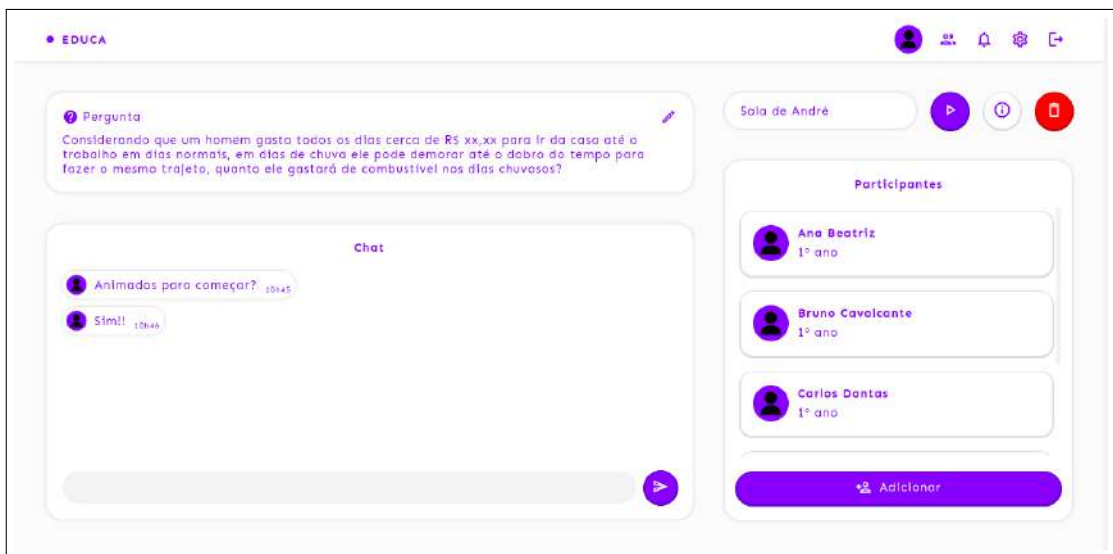 EDUCA
Pergunta
Considerando que um homem gasta todos os dias cerca de R$ xx,xx para ir da casa até o
trabalho em dias normais, em dias de chuva ele pode demorar até o dobro do tempo para
fazer o mesmo trajeto, quanto ele gastará de combustível nos dias chuvosos?
Chat
Animados para começar? 10h45
Sim!! 10h46
Sala de André
Participantes
Ana Beatriz
1º ano
Bruno Cavalcante
1º ano
Carlos Dantas
1º ano
Adicionar